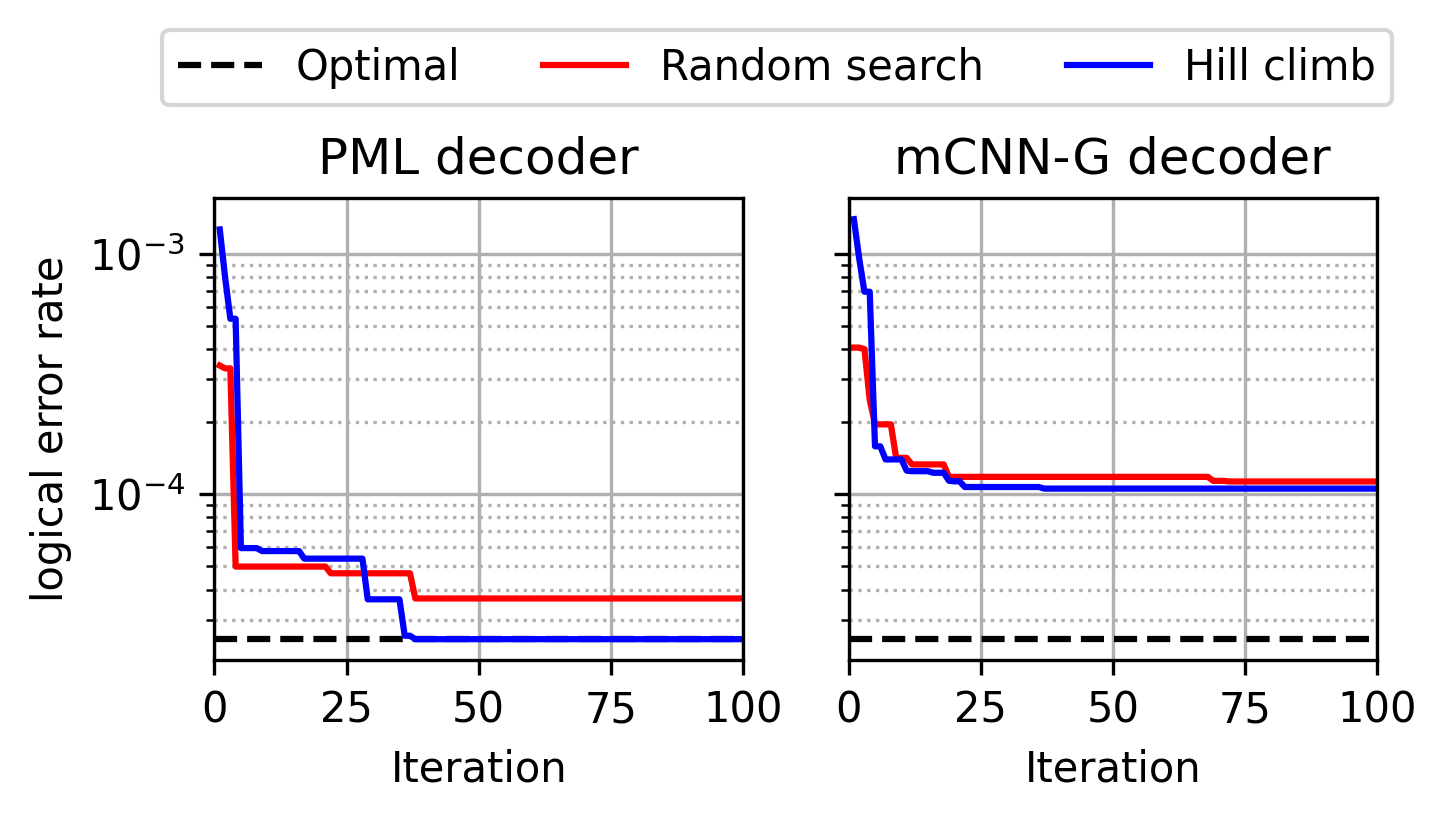 Optimal Random search Hill climb
PML decoder
mCNN-G decoder
logical error rate
10⁻³
10⁻⁴
0 25 50 75 100
0 25 50 75 100
Iteration
Iteration